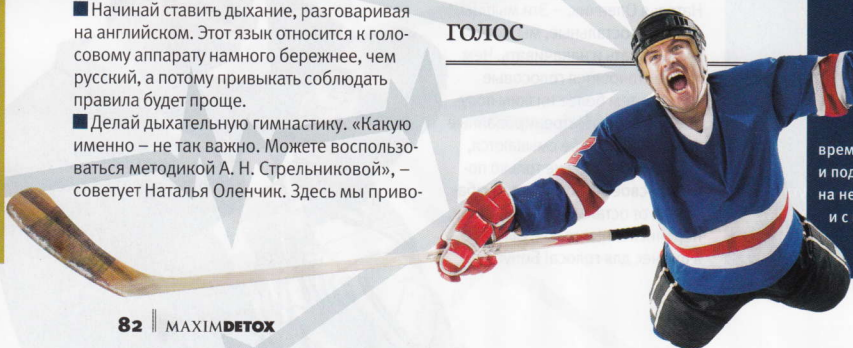 Начинай ставить дыхание, разговаривая
на английском. Этот язык относится к голо-
совому аппарату намного бережнее, чем
русский, а потому привыкать соблюдать
правила будет проще.
Делай дыхательную гимнастику. «Какую
именно – не так важно. Можете воспользо-
ваться методикой А. Н. Стрельниковой», –
советует Наталья Оленчик. Здесь мы приво-
82 MAXIMDETOX
ГОЛОС
2
врем
и под
на не
и с